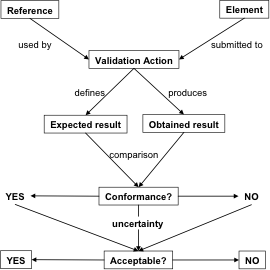 Reference
Element
used by
submitted to
Validation Action
defines
produces
Expected result
Obtained result
comparison
YES
Conformance?
NO
uncertainty
YES
Acceptable?
NO